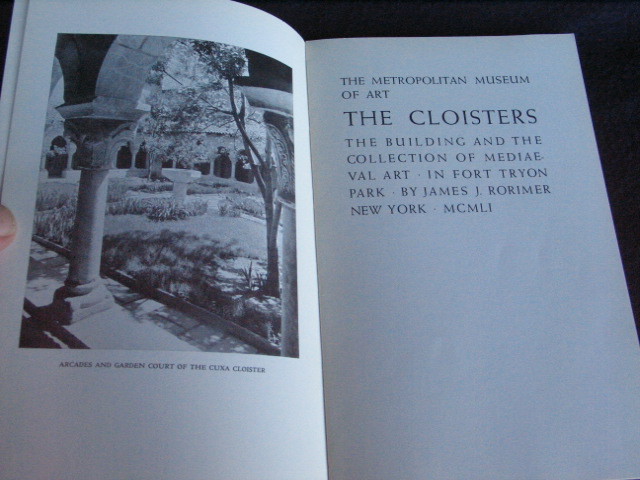 ARCADES AND GARDEN COURT OF THE CUXA CLOISTER
THE METROPOLITAN MUSEUM
OF ART
THE CLOISTERS
THE BUILDING AND THE
COLLECTION OF MEDIAE-
VAL ART · IN FORT TRYON
PARK · BY JAMES J. RORIMER
NEW YORK · MCMLI